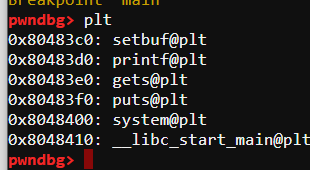 Breakpoint main
pwndbg> plt
0x80483c0: setbuf@plt
0x80483d0: printf@plt
0x80483e0: gets@plt
0x80483f0: puts@plt
0x8048400: system@plt
0x8048410: __libc_start_main@plt
pwndbg>